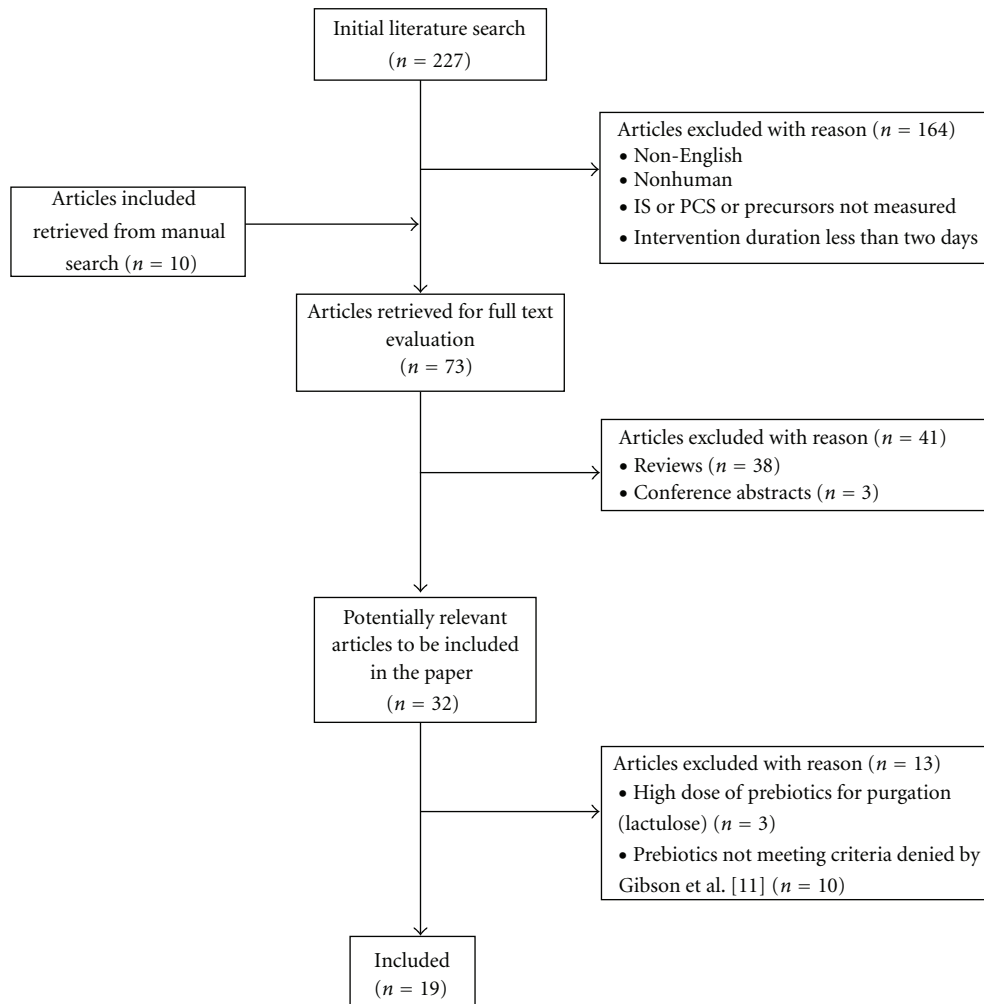 Initial literature search
(n = 227)
Articles excluded with reason (n = 164)
• Non-English
• Nonhuman
• IS or PCS or precursors not measured
• Intervention duration less than two days
Articles included
retrieved from manual
search (n = 10)
Articles retrieved for full text
evaluation
(n = 73)
Articles excluded with reason (n = 41)
• Reviews (n = 38)
• Conference abstracts (n = 3)
Potentially relevant
articles to be included
in the paper
(n = 32)
Articles excluded with reason (n = 13)
• High dose of prebiotics for purgation
(lactulose) (n = 3)
• Prebiotics not meeting criteria denied by
Gibson et al. [11] (n = 10)
Included
(n = 19)